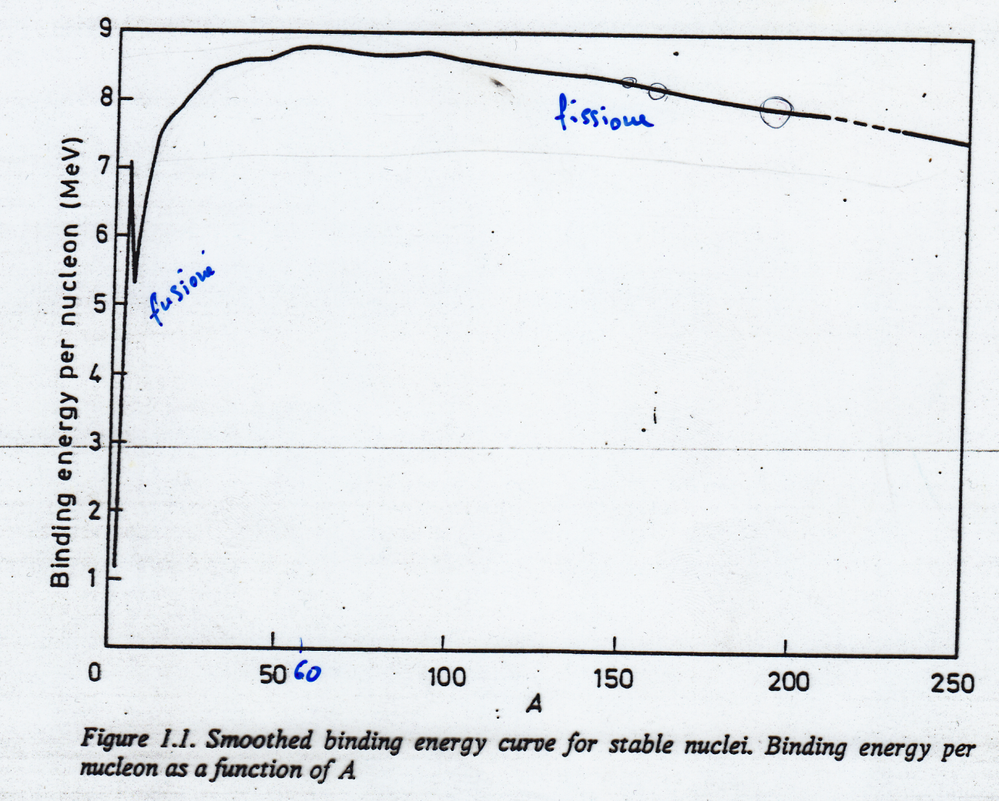 9
8
7
6
5
4
3
2
1
Binding energy per nucleon (MeV)
fissione
fusione
0 50 60 100 150 200 250
A
Figure 1.1. Smoothed binding energy curve for stable nuclei. Binding energy per
nucleon as a function of A